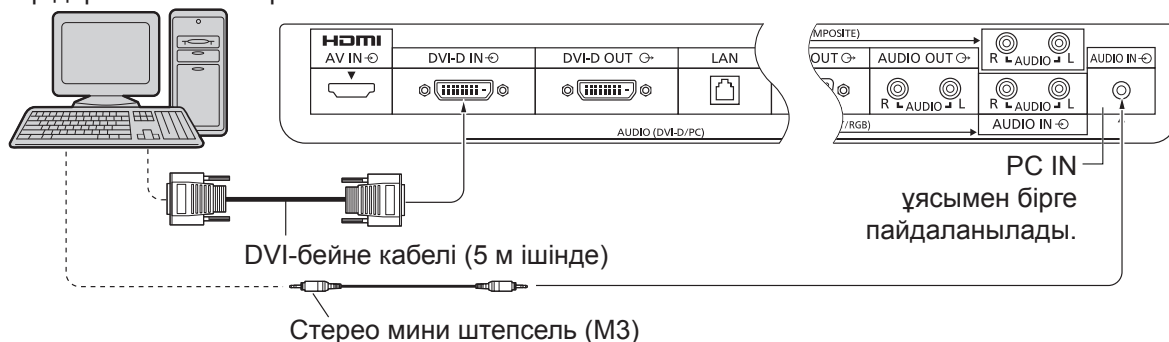 HDMI
AV IN
DVI-D IN
DVI-D OUT
LAN
MPOSITE)
OUT
AUDIO OUT
R AUDIO L
AUDIO IN
R AUDIO L
R AUDIO L
AUDIO (DVI-D/PC)
/RGB)
AUDIO IN
PC IN
ұясымен бірге
пайдаланылады.
DVI-бейне кабелі (5 м ішінде)
Стерео мини штепсель (M3)